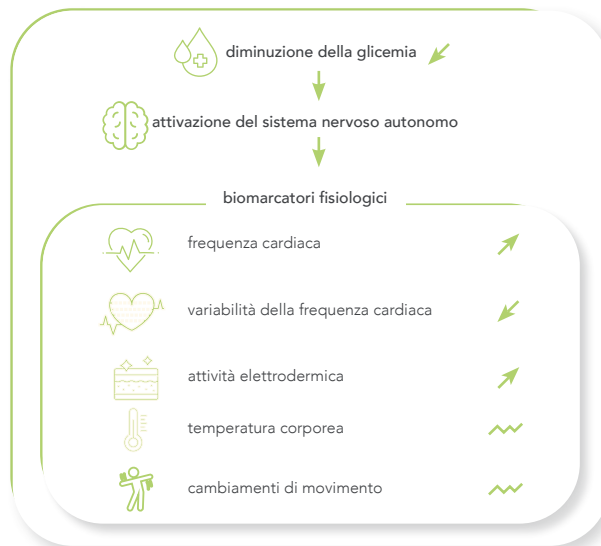 diminuzione della glicemia
attivazione del sistema nervoso autonomo
biomarcatori fisiologici
frequenza cardiaca
variabilità della frequenza cardiaca
attività elettrodermica
temperatura corporea
cambiamenti di movimento